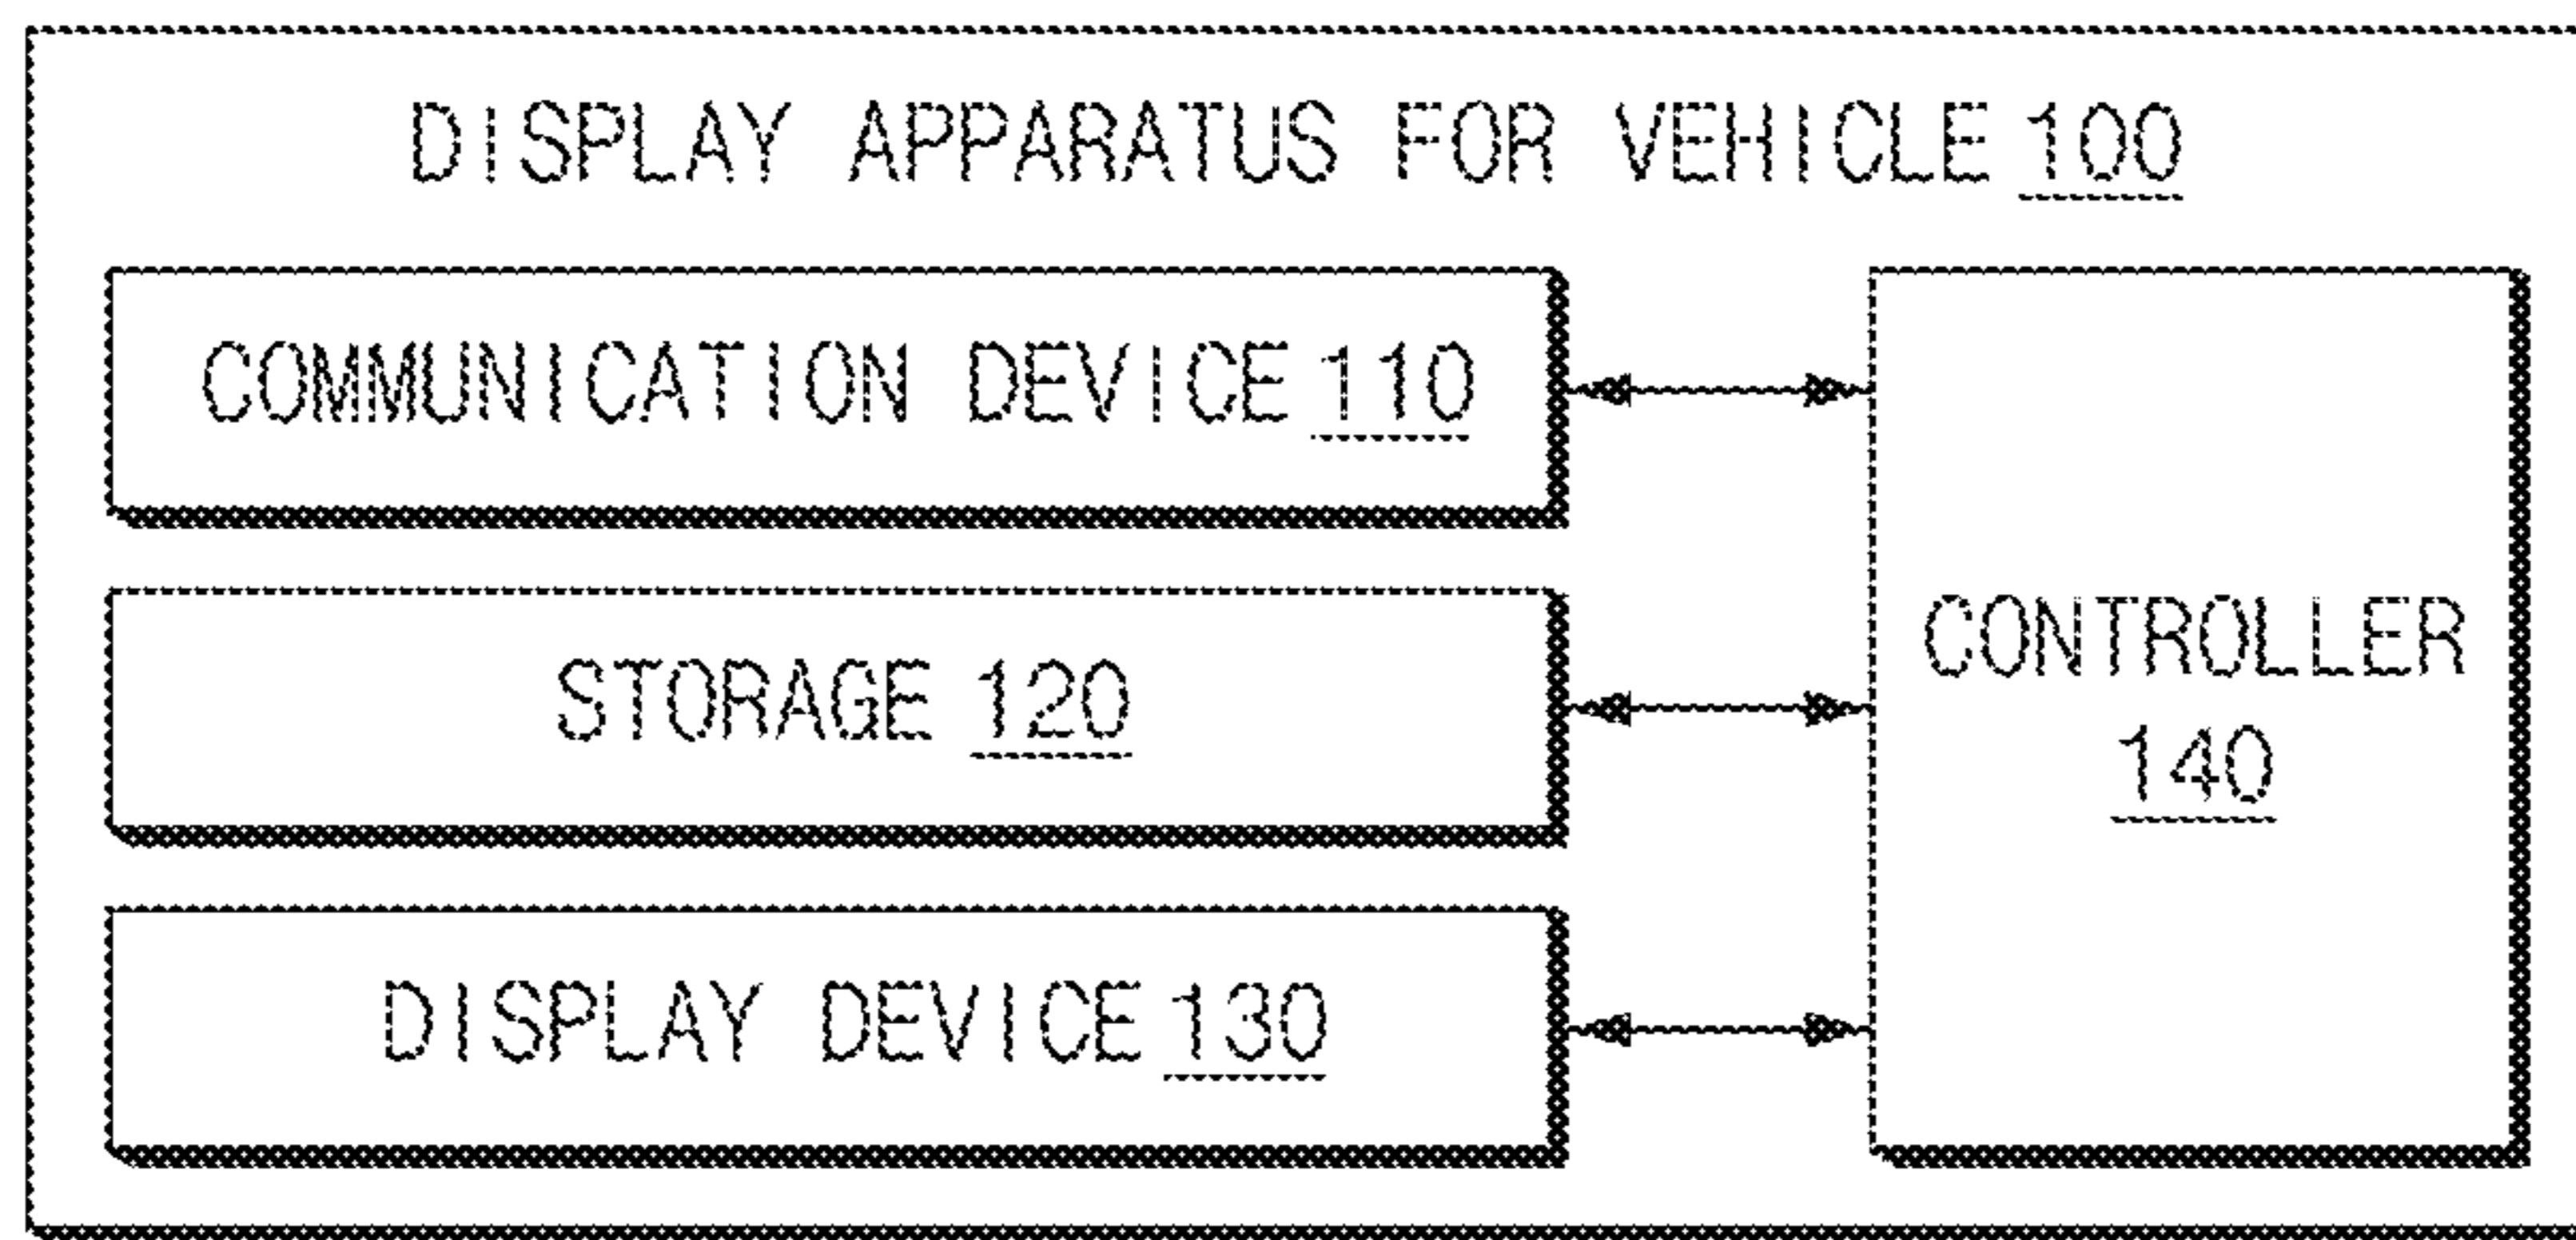 DISPLAY APPARATUS FOR VEHICLE 100
COMMUNICATION DEVICE 110
STORAGE 120
DISPLAY DEVICE 130
CONTROLLER
140